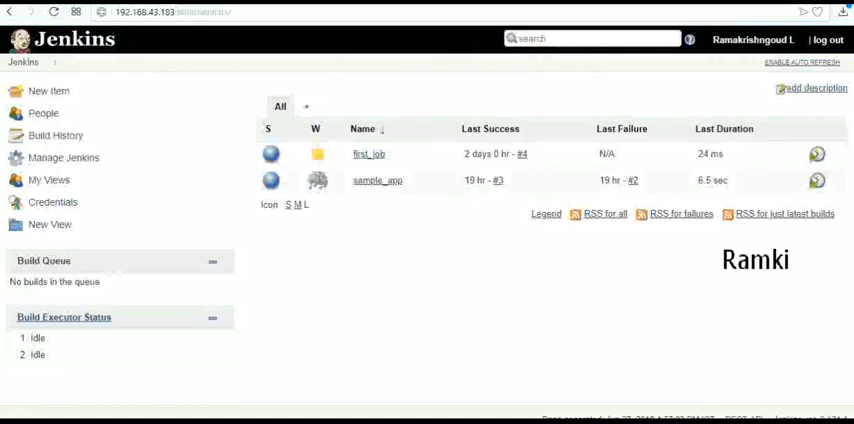 192.168.43.183:8080/jenkins/
Jenkins
search
Ramakrishngoud L | log out
Jenkins
ENABLE AUTO REFRESH
New Item
People
Build History
Manage Jenkins
My Views
Credentials
New View
add description
All +
S W Name ↓ Last Success Last Failure Last Duration
first_job 2 days 0 hr - #4 N/A 24 ms
sample_app 19 hr - #3 19 hr - #2 6.5 sec
Icon: S M L
Legend RSS for all RSS for failures RSS for just latest builds
Ramki
Build Queue
No builds in the queue
Build Executor Status
1 Idle
2 Idle